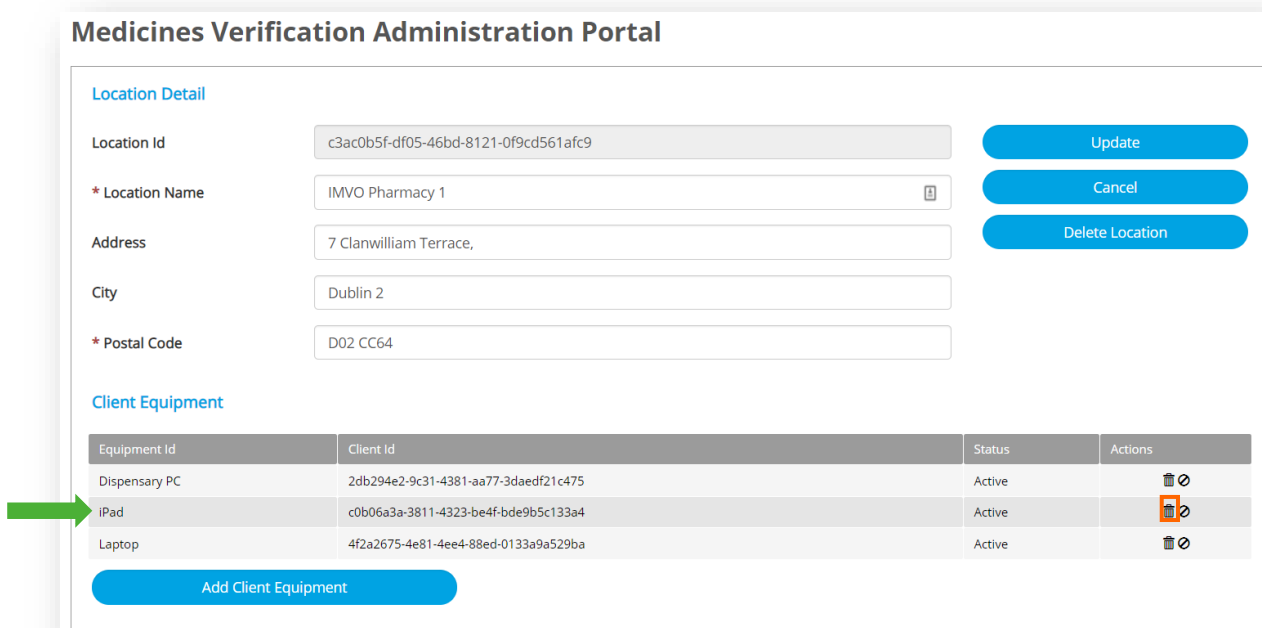 Medicines Verification Administration Portal
Location Detail
Location Id c3ac0b5f-df05-46bd-8121-0f9cd561afc9 Update
* Location Name IMVO Pharmacy 1 Cancel
Address 7 Clanwilliam Terrace, Delete Location
City Dublin 2
* Postal Code D02 CC64
Client Equipment
Equipment Id Client Id Status Actions
Dispensary PC 2db294e2-9c31-4381-aa77-3daedf21c475 Active
iPad c0b06a3a-3811-4323-be4f-bde9b5c133a4 Active
Laptop 4f2a2675-4e81-4ee4-88ed-0133a9a529ba Active
Add Client Equipment